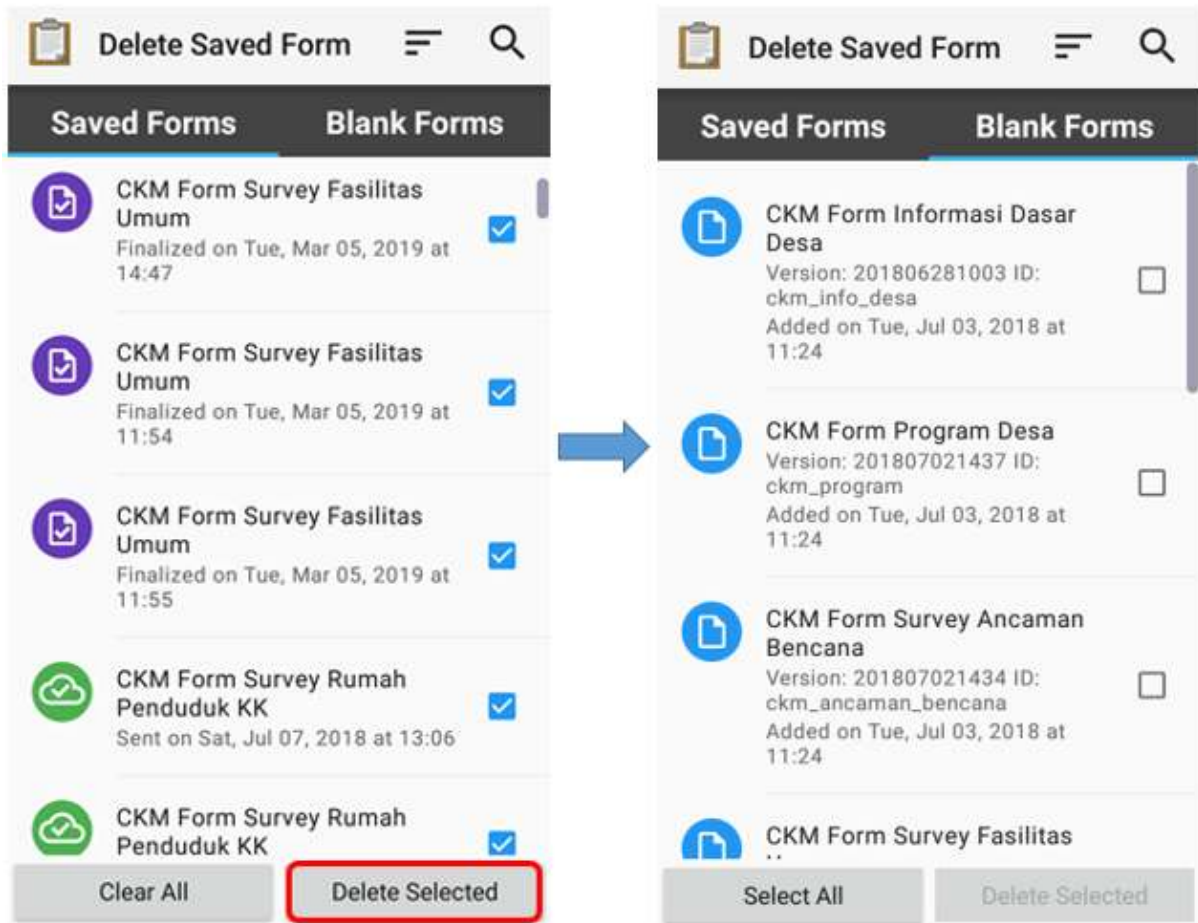 Delete Saved Form
Saved Forms Blank Forms
CKM Form Survey Fasilitas
Umum
Finalized on Tue, Mar 05, 2019 at
14:47
CKM Form Survey Fasilitas
Umum
Finalized on Tue, Mar 05, 2019 at
11:54
CKM Form Survey Fasilitas
Umum
Finalized on Tue, Mar 05, 2019 at
11:55
CKM Form Survey Rumah
Penduduk KK
Sent on Sat, Jul 07, 2018 at 13:06
CKM Form Survey Rumah
Penduduk KK
Clear All Delete Selected
Delete Saved Form
Saved Forms Blank Forms
CKM Form Informasi Dasar
Desa
Version: 201806281003 ID:
ckm_info_desa
Added on Tue, Jul 03, 2018 at
11:24
CKM Form Program Desa
Version: 201807021437 ID:
ckm_program
Added on Tue, Jul 03, 2018 at
11:24
CKM Form Survey Ancaman
Bencana
Version: 201807021434 ID:
ckm_ancaman_bencana
Added on Tue, Jul 03, 2018 at
11:24
CKM Form Survey Fasilitas
Select All Delete Selected